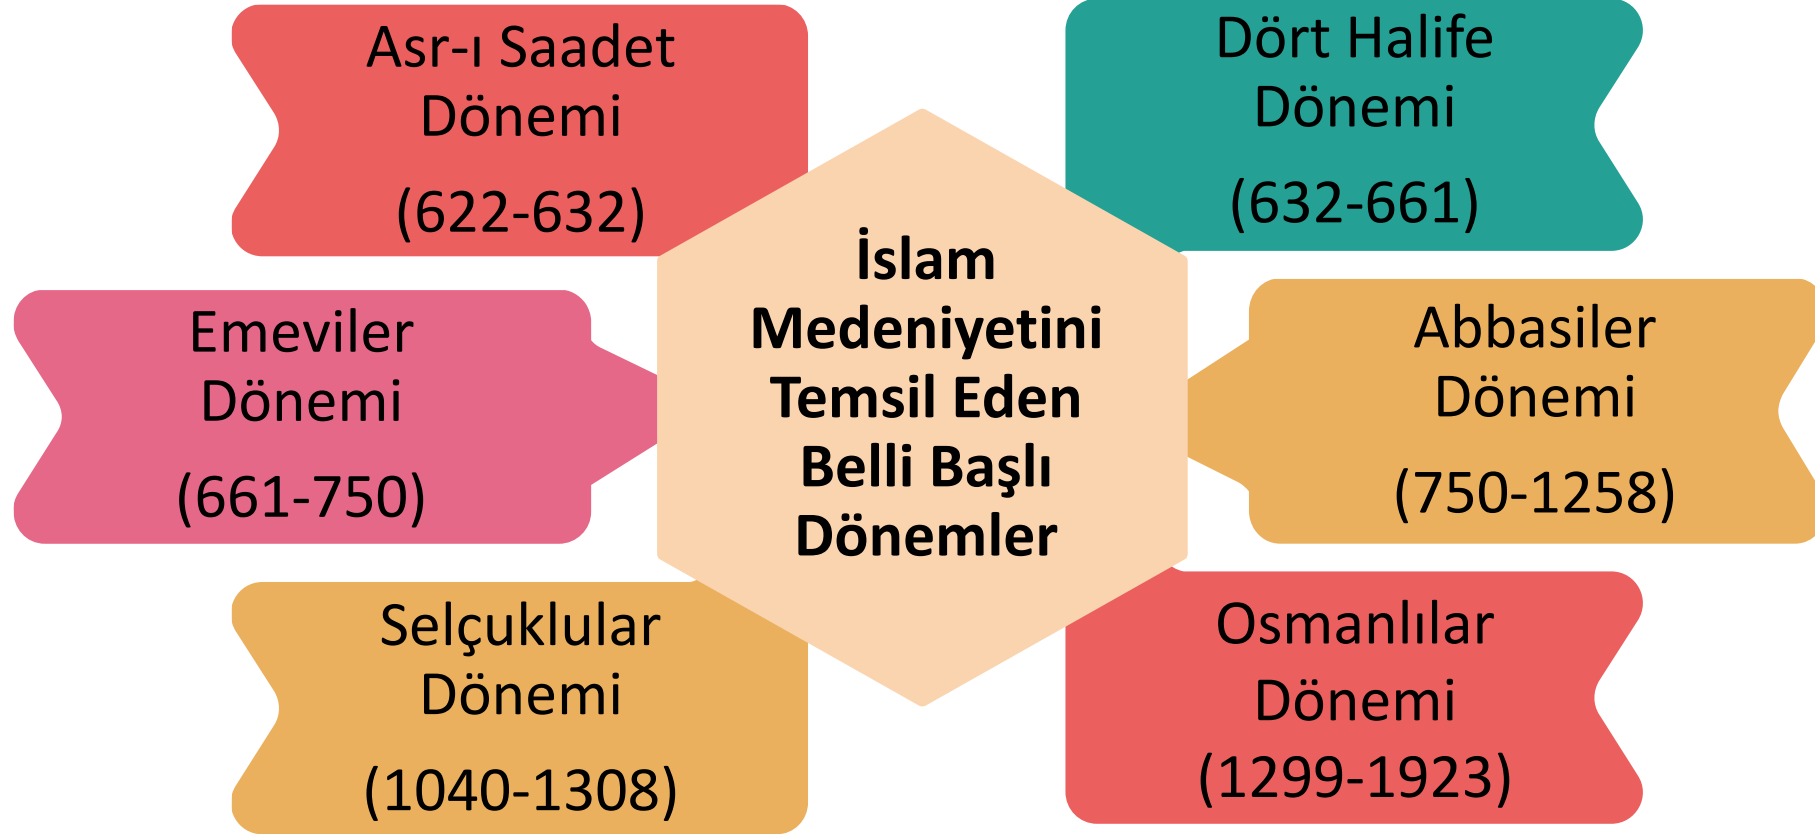 Asr-ı Saadet
Dönemi
(622-632)
Dört Halife
Dönemi
(632-661)
İslam
Medeniyetini
Temsil Eden
Belli Başlı
Dönemler
Emeviler
Dönemi
(661-750)
Abbasiler
Dönemi
(750-1258)
Selçuklular
Dönemi
(1040-1308)
Osmanlılar
Dönemi
(1299-1923)